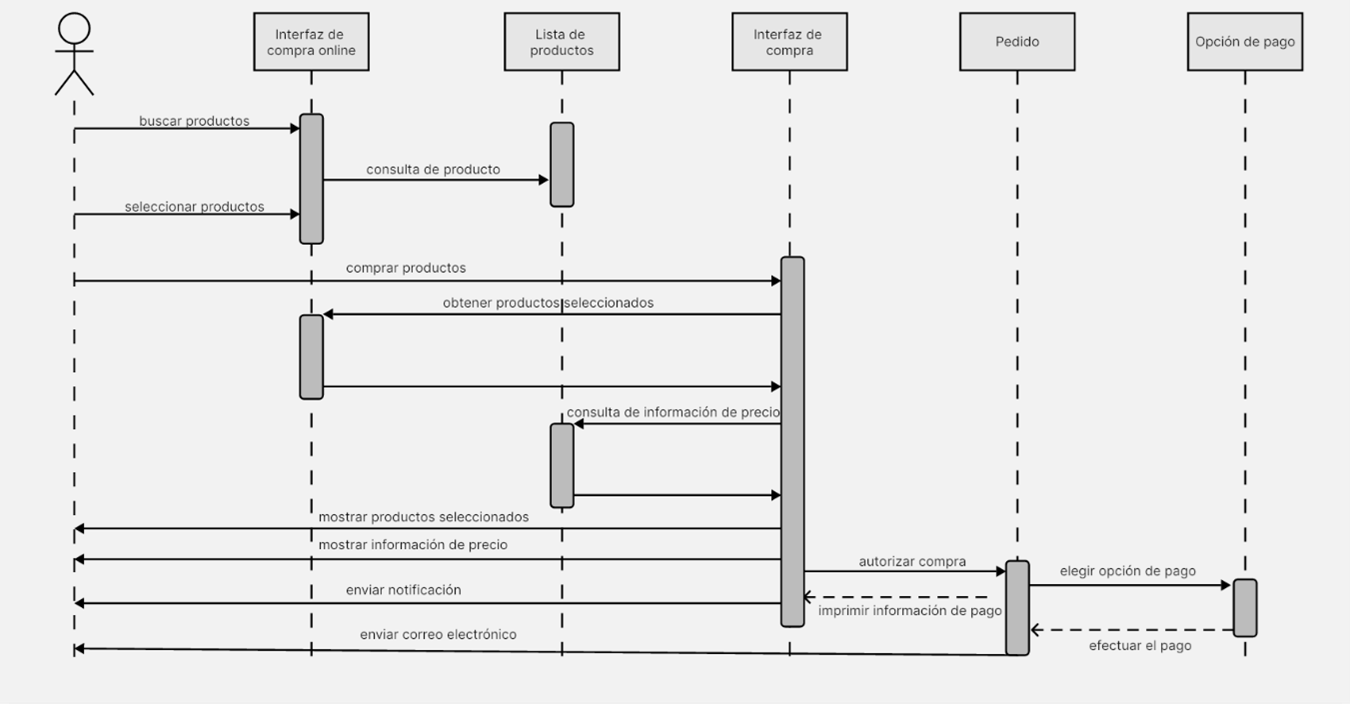 Interfaz de
compra online
Lista de
productos
Interfaz de
compra
Pedido
Opción de pago
buscar productos
consulta de producto
seleccionar productos
comprar productos
obtener productos seleccionados
consulta de información de precio
mostrar productos seleccionados
mostrar información de precio
autorizar compra
elegir opción de pago
enviar notificación
imprimir información de pago
enviar correo electrónico
efectuar el pago